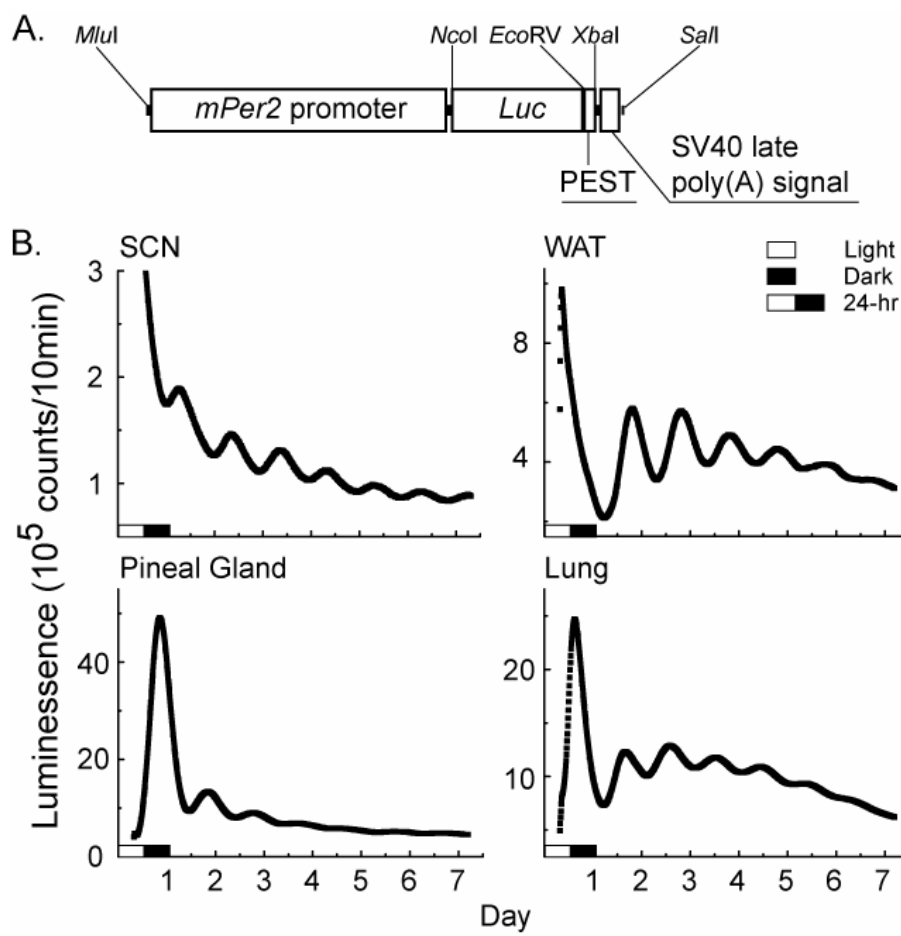 A.
MluI
NcoI
EcoRV
XbaI
SalI
mPer2 promoter
Luc
PEST
SV40 late
poly(A) signal
B.
SCN
WAT
Light
Dark
24-hr
3
2
1
8
4
Pineal Gland
Lung
40
20
0
20
10
1 2 3 4 5 6 7
1 2 3 4 5 6 7
Luminessence (10⁵ counts/10min)
Day